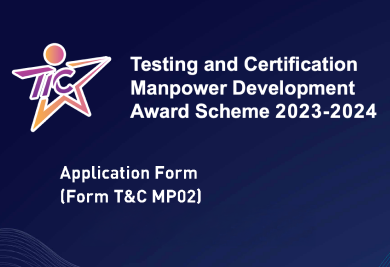 TIC
Testing and Certification
Manpower Development
Award Scheme 2023-2024
Application Form
(Form T&C MP02)